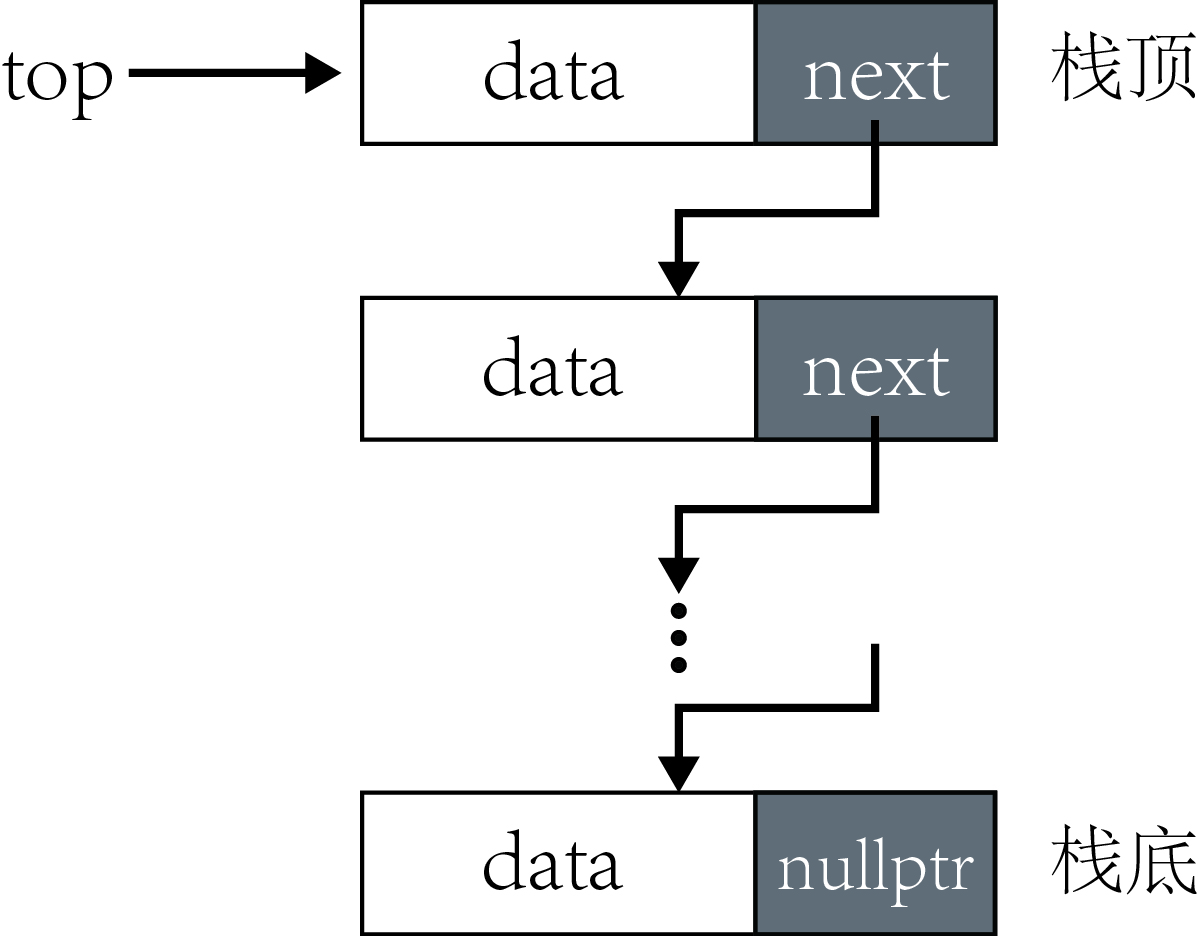 top data next 栈顶
data next
data nullptr 栈底